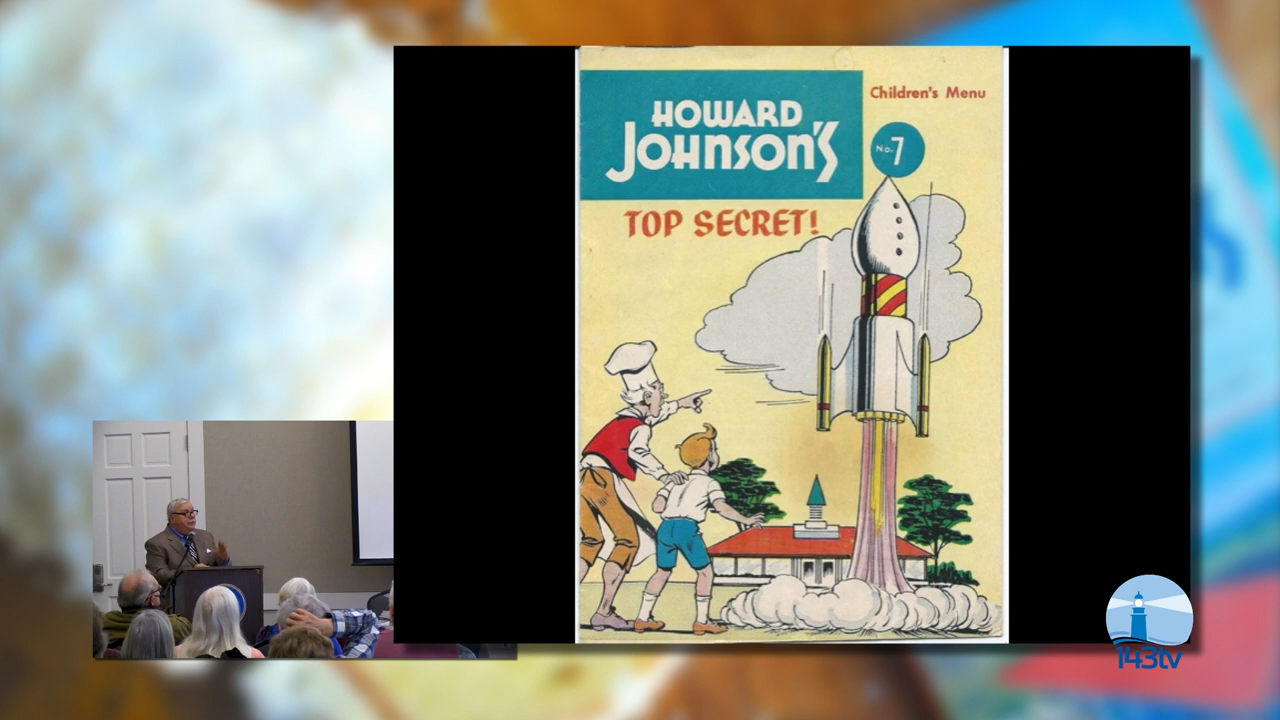 HOWARD
JOHNSON'S
Children's Menu
No. 7
TOP SECRET!
143tv